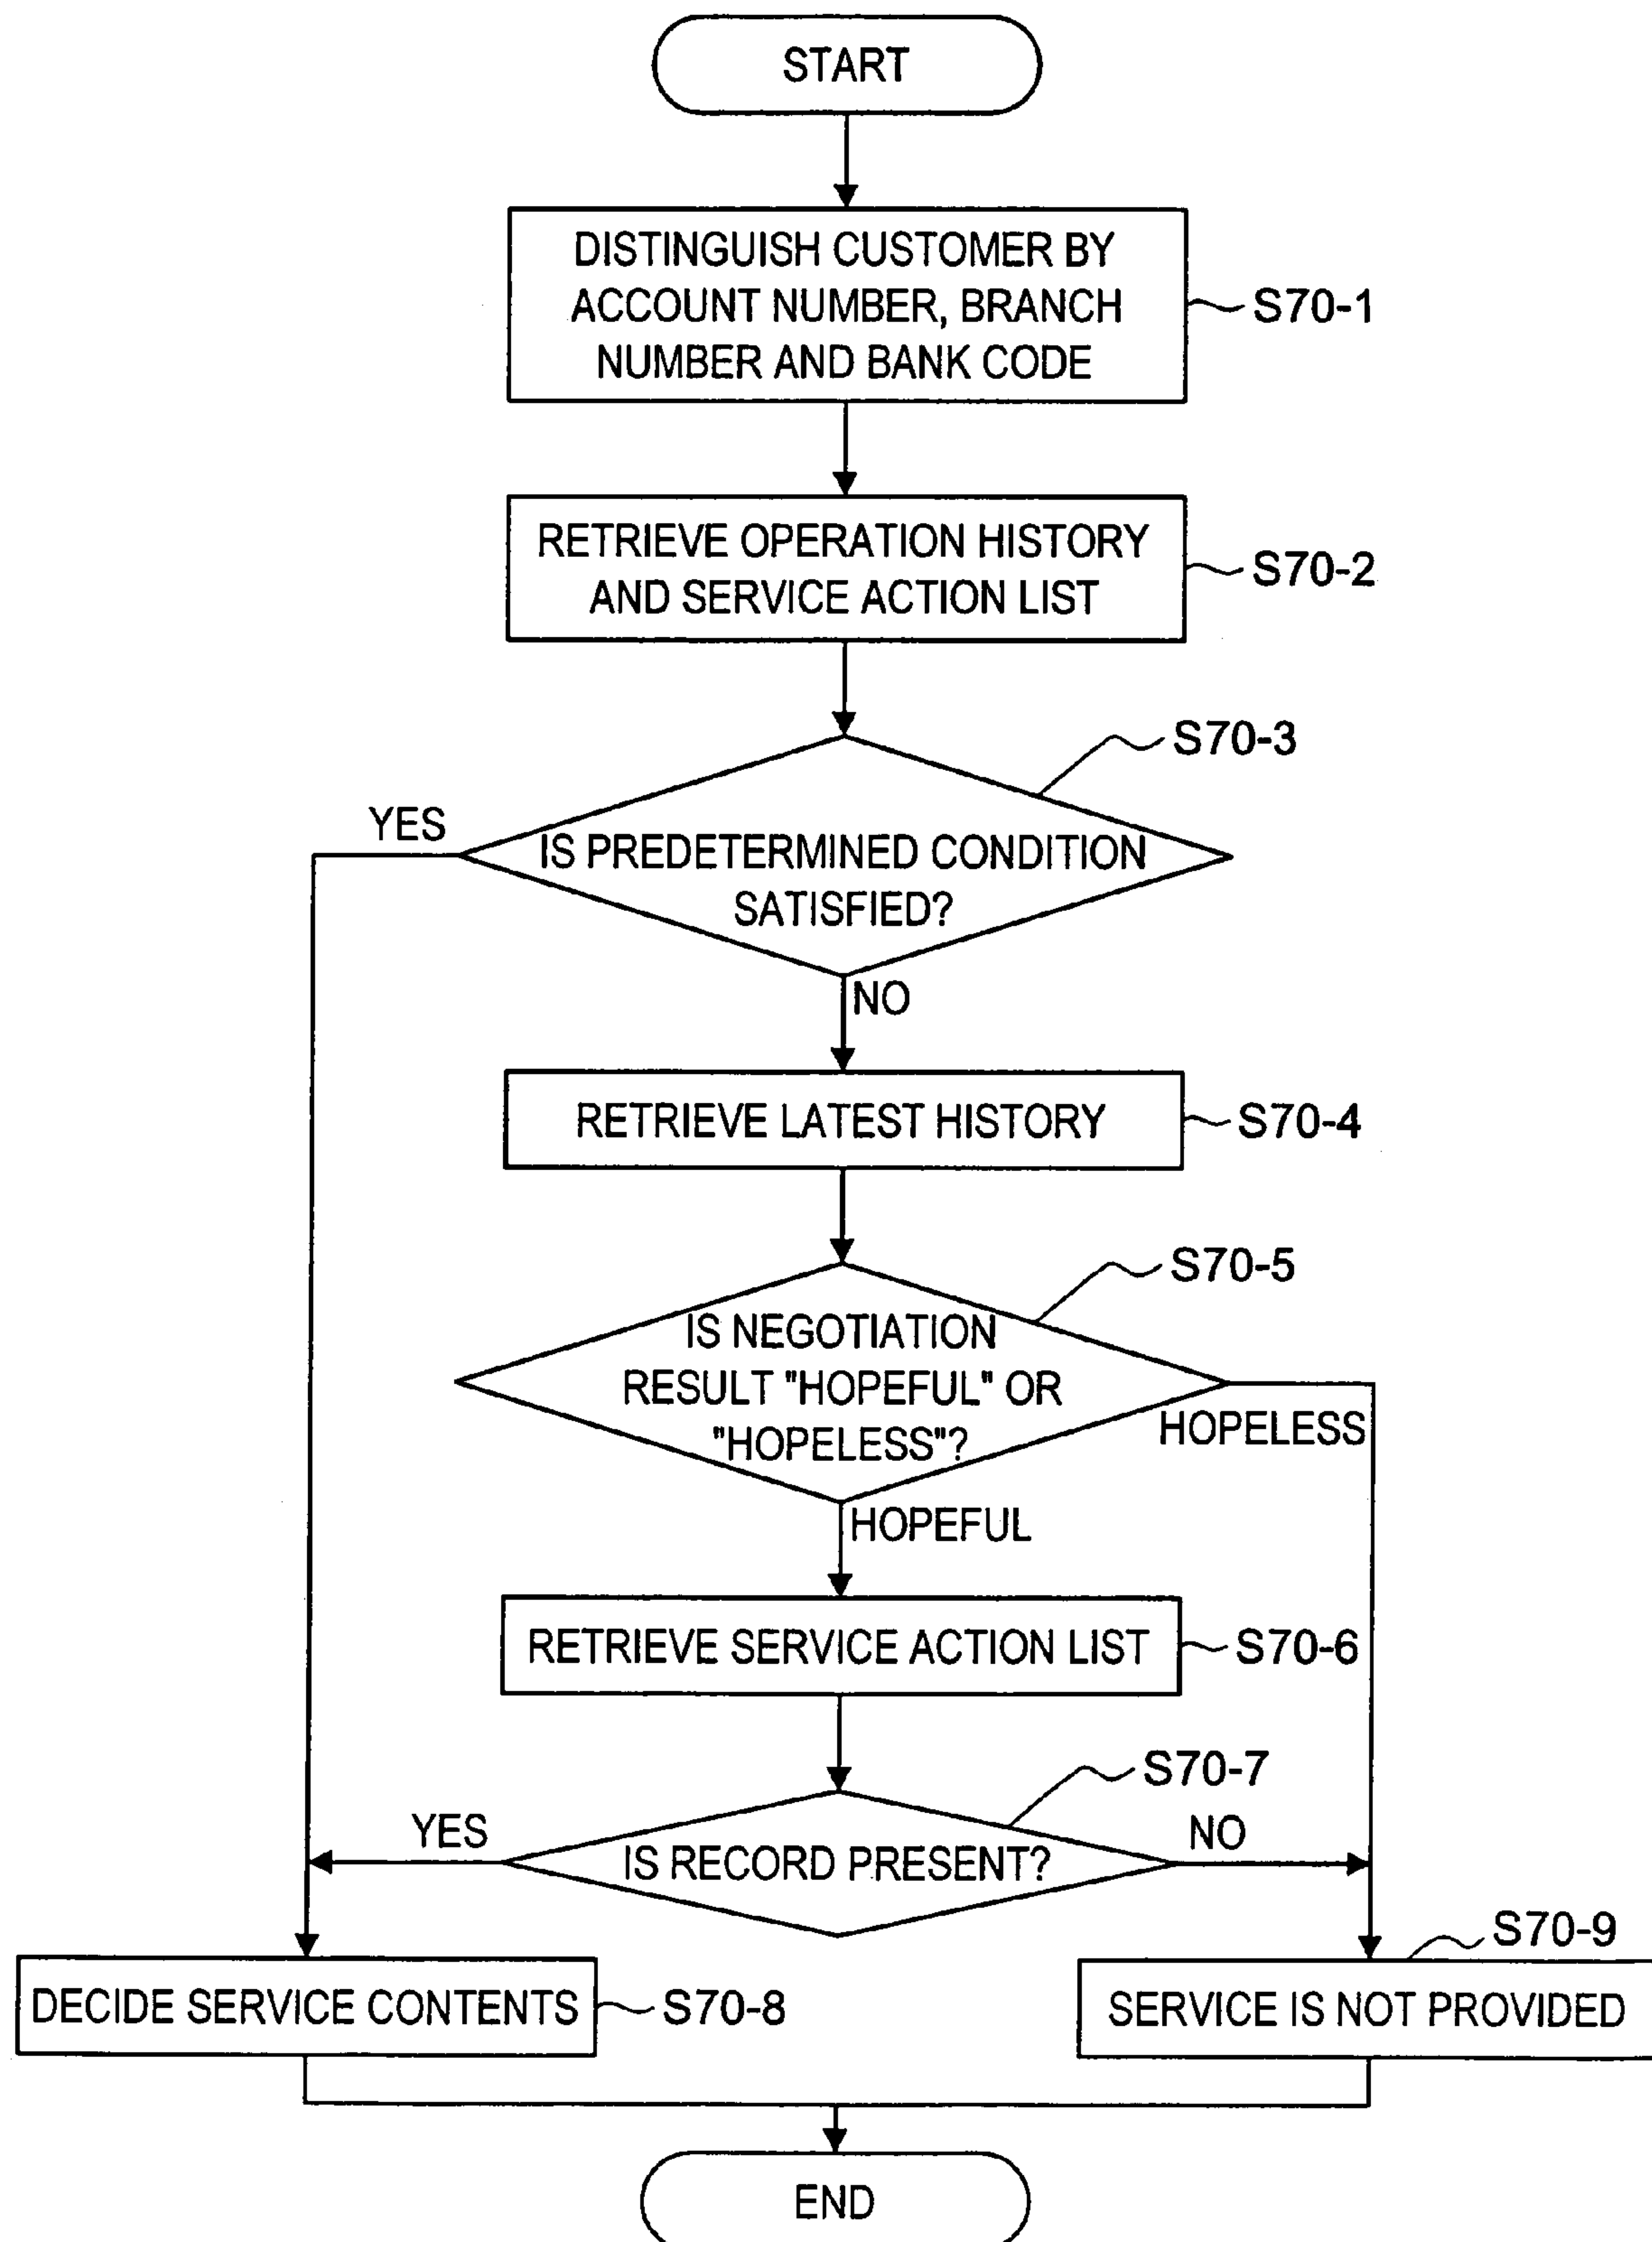 START
DISTINGUISH CUSTOMER BY
ACCOUNT NUMBER, BRANCH
NUMBER AND BANK CODE
S70-1
RETRIEVE OPERATION HISTORY
AND SERVICE ACTION LIST
S70-2
S70-3
YES
IS PREDETERMINED CONDITION
SATISFIED?
NO
RETRIEVE LATEST HISTORY
S70-4
S70-5
IS NEGOTIATION
RESULT "HOPEFUL" OR
"HOPELESS"?
HOPELESS
HOPEFUL
RETRIEVE SERVICE ACTION LIST
S70-6
S70-7
YES
IS RECORD PRESENT?
NO
S70-9
DECIDE SERVICE CONTENTS
S70-8
SERVICE IS NOT PROVIDED
END